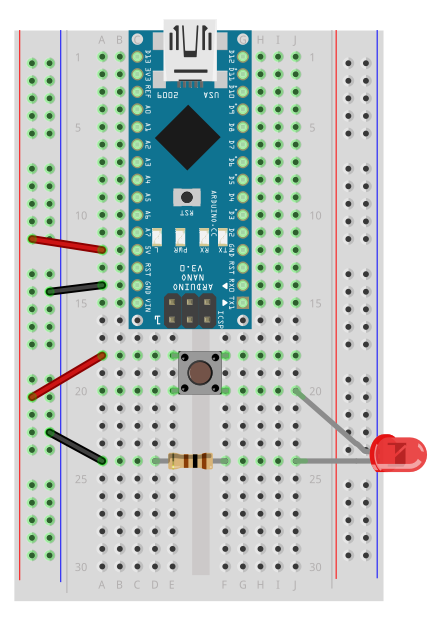 A B C G H I J
1 1
5 5
10 10
15 15
20 20
25 25
30 30
A B C D E F G H I J
USA
2009
D13
3V3
REF
A0
A1
A2
A3
A4
A5
A6
A7
5V
RST
GND
VIN
D12
D11
D10
D9
D8
D7
D6
D5
D4
D3
D2
GND
RST
RX0
TX1
RST
ARDUINO.CC
L
PWR
RX
TX
ARDUINO
NANO
V3.0
ICSP
1